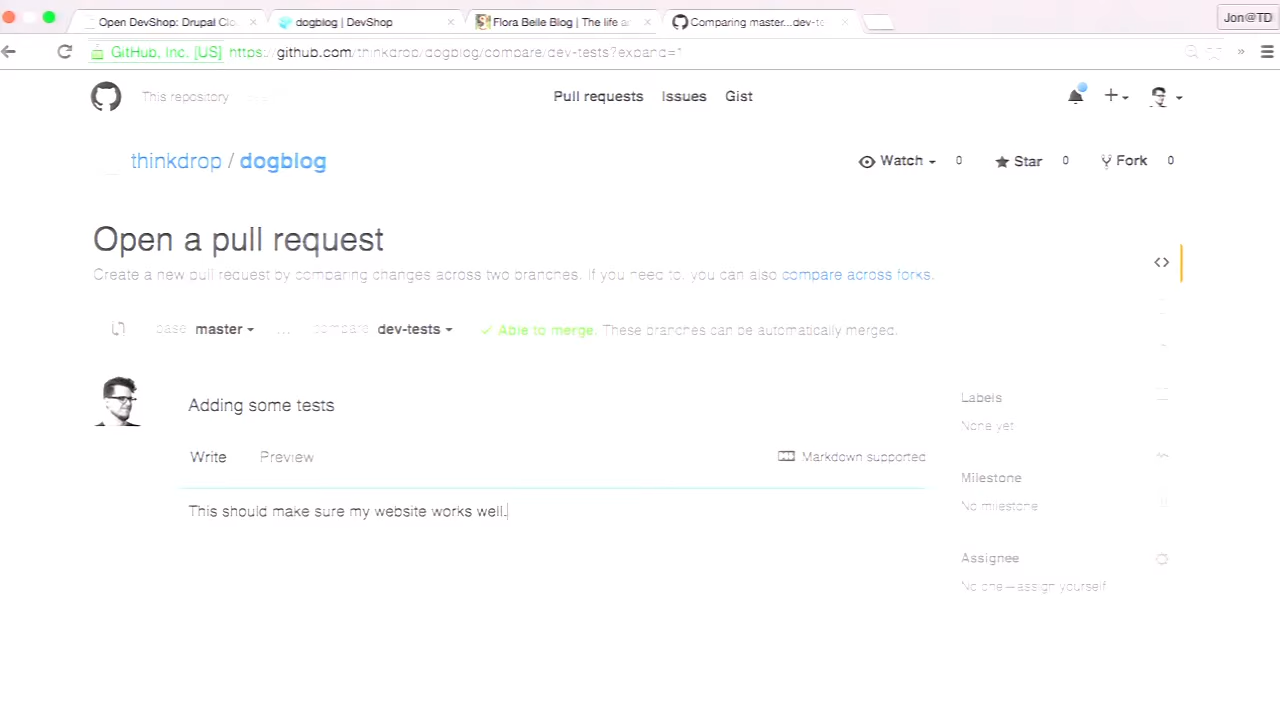 Open DevShop: Drupal Clo
dogblog | DevShop
Flora Belle Blog | The life a
Comparing master...dev-te
Jon@TD
GitHub, Inc. [US] https://github.com/thinkdrop/dogblog/compare/dev-tests?expand=
This repository
Pull requests Issues Gist
thinkdrop / dogblog
Watch 0 Star 0 Fork 0
Open a pull request
Create a new pull request by comparing changes across two branches. If you need to, you can also compare across forks.
base master ... compare dev-tests ✓ Able to merge. These branches can be automatically merged.
Adding some tests
Write Preview Markdown supported
This should make sure my website works well.
Labels
None yet
Milestone
No milestone
Assignee
No one—assign yourself